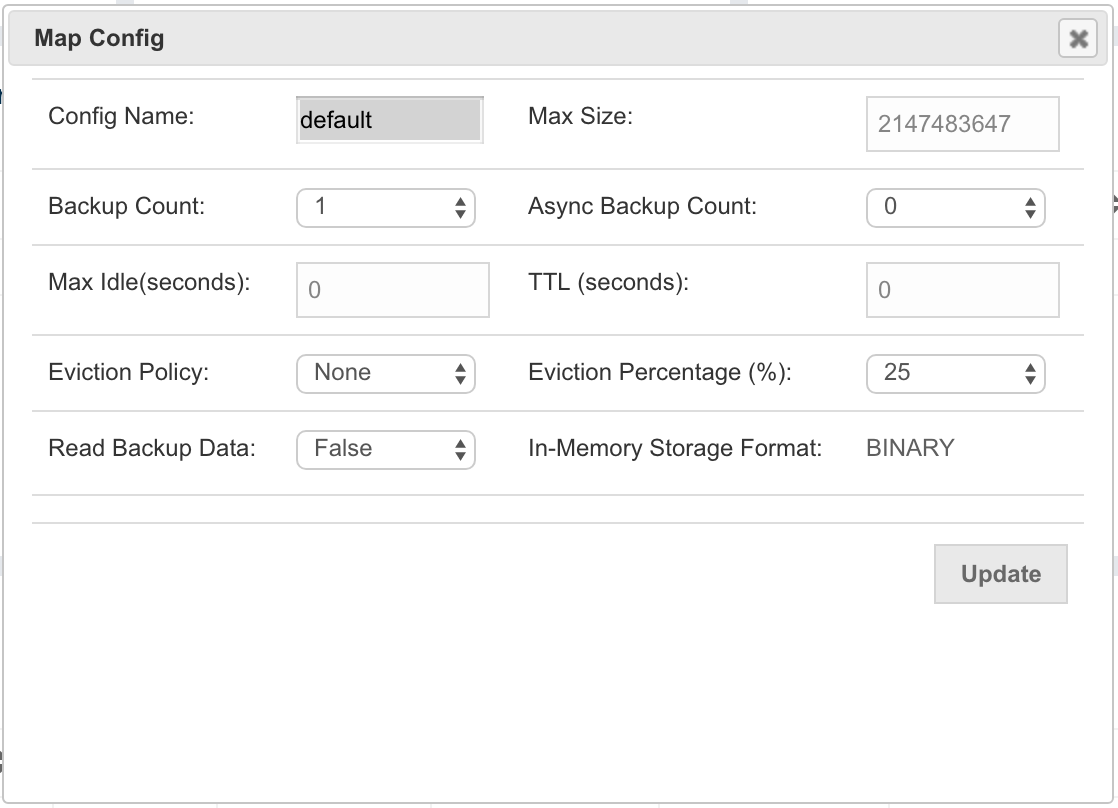 Map Config
Config Name: default Max Size: 2147483647
Backup Count: 1 Async Backup Count: 0
Max Idle(seconds): 0 TTL (seconds): 0
Eviction Policy: None Eviction Percentage (%): 25
Read Backup Data: False In-Memory Storage Format: BINARY
Update